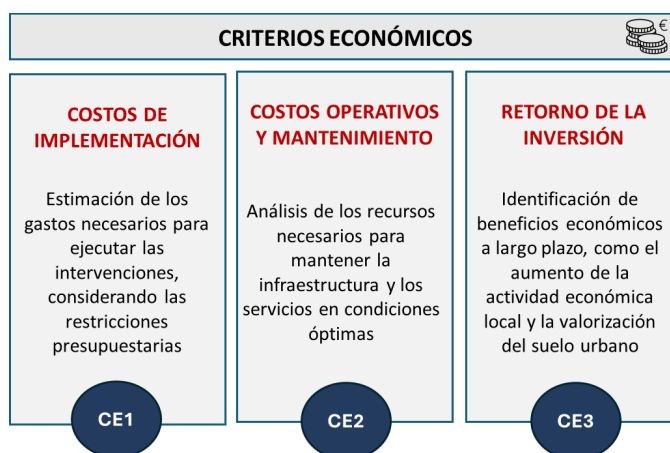 CRITERIOS ECONÓMICOS
€
COSTOS DE
IMPLEMENTACIÓN
Estimación de los
gastos necesarios para
ejecutar las
intervenciones,
considerando las
restricciones
presupuestarias
CE1
COSTOS OPERATIVOS
Y MANTENIMIENTO
Análisis de los recursos
necesarios para
mantener la
infraestructura y los
servicios en condiciones
óptimas
CE2
RETORNO DE LA
INVERSIÓN
Identificación de
beneficios económicos
a largo plazo, como el
aumento de la
actividad económica
local y la valorización
del suelo urbano
CE3